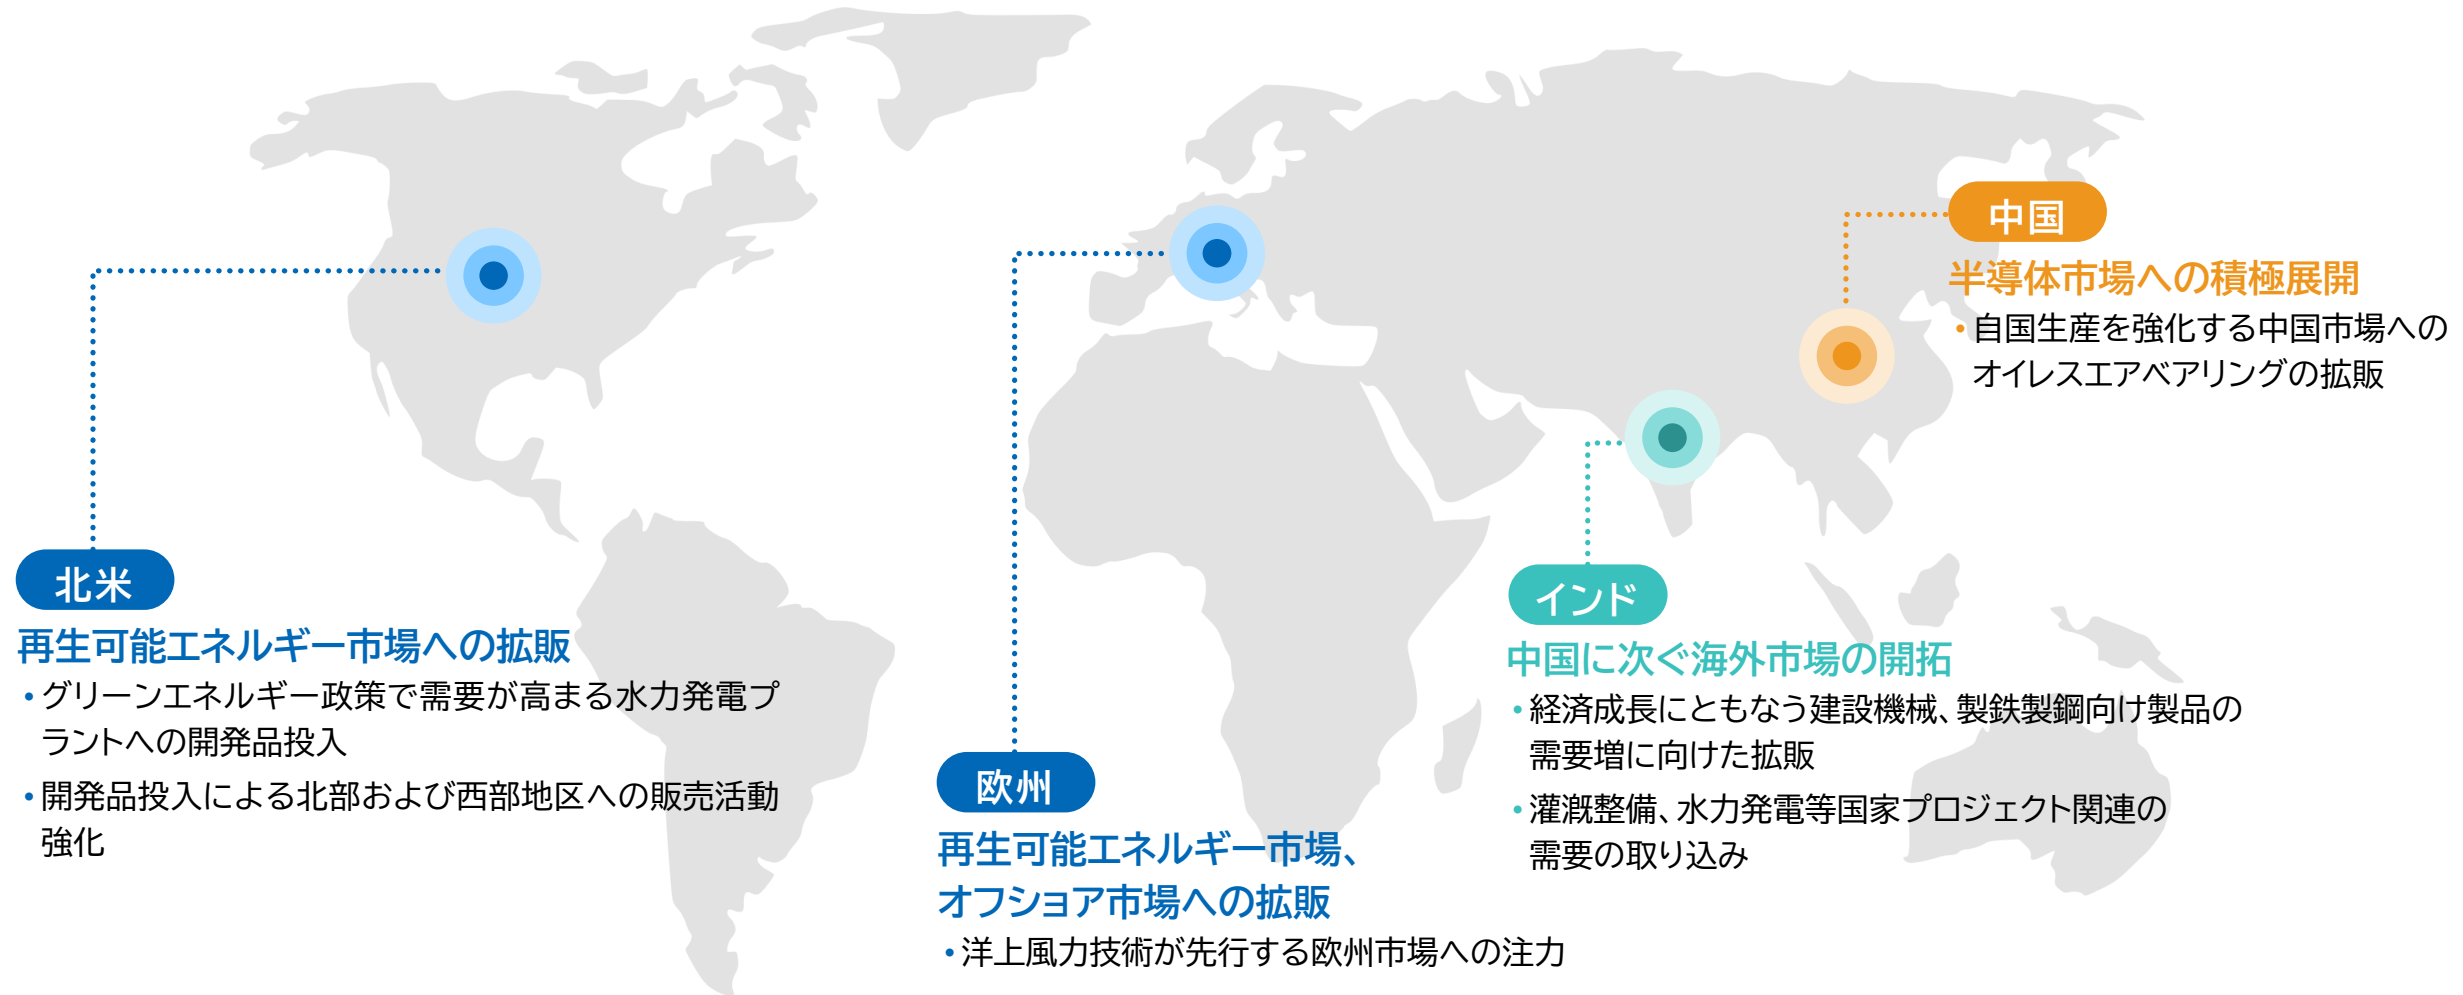 北米
再生可能エネルギー市場への拡販
・グリーンエネルギー政策で需要が高まる水力発電プ
ラントへの開発品投入
・開発品投入による北部および西部地区への販売活動
強化
欧州
再生可能エネルギー市場、
オフショア市場への拡販
・洋上風力技術が先行する欧州市場への注力
インド
中国に次ぐ海外市場の開拓
・経済成長にともなう建設機械、製鉄製鋼向け製品の
需要増に向けた拡販
・灌漑整備、水力発電等国家プロジェクト関連の
需要の取り込み
中国
半導体市場への積極展開
・自国生産を強化する中国市場への
オイレスエアベアリングの拡販